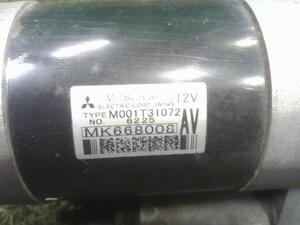 12V
ELECTRIC CORP. JAPAN
TYPE M001T31072
NO. 6225 AV
MK668008